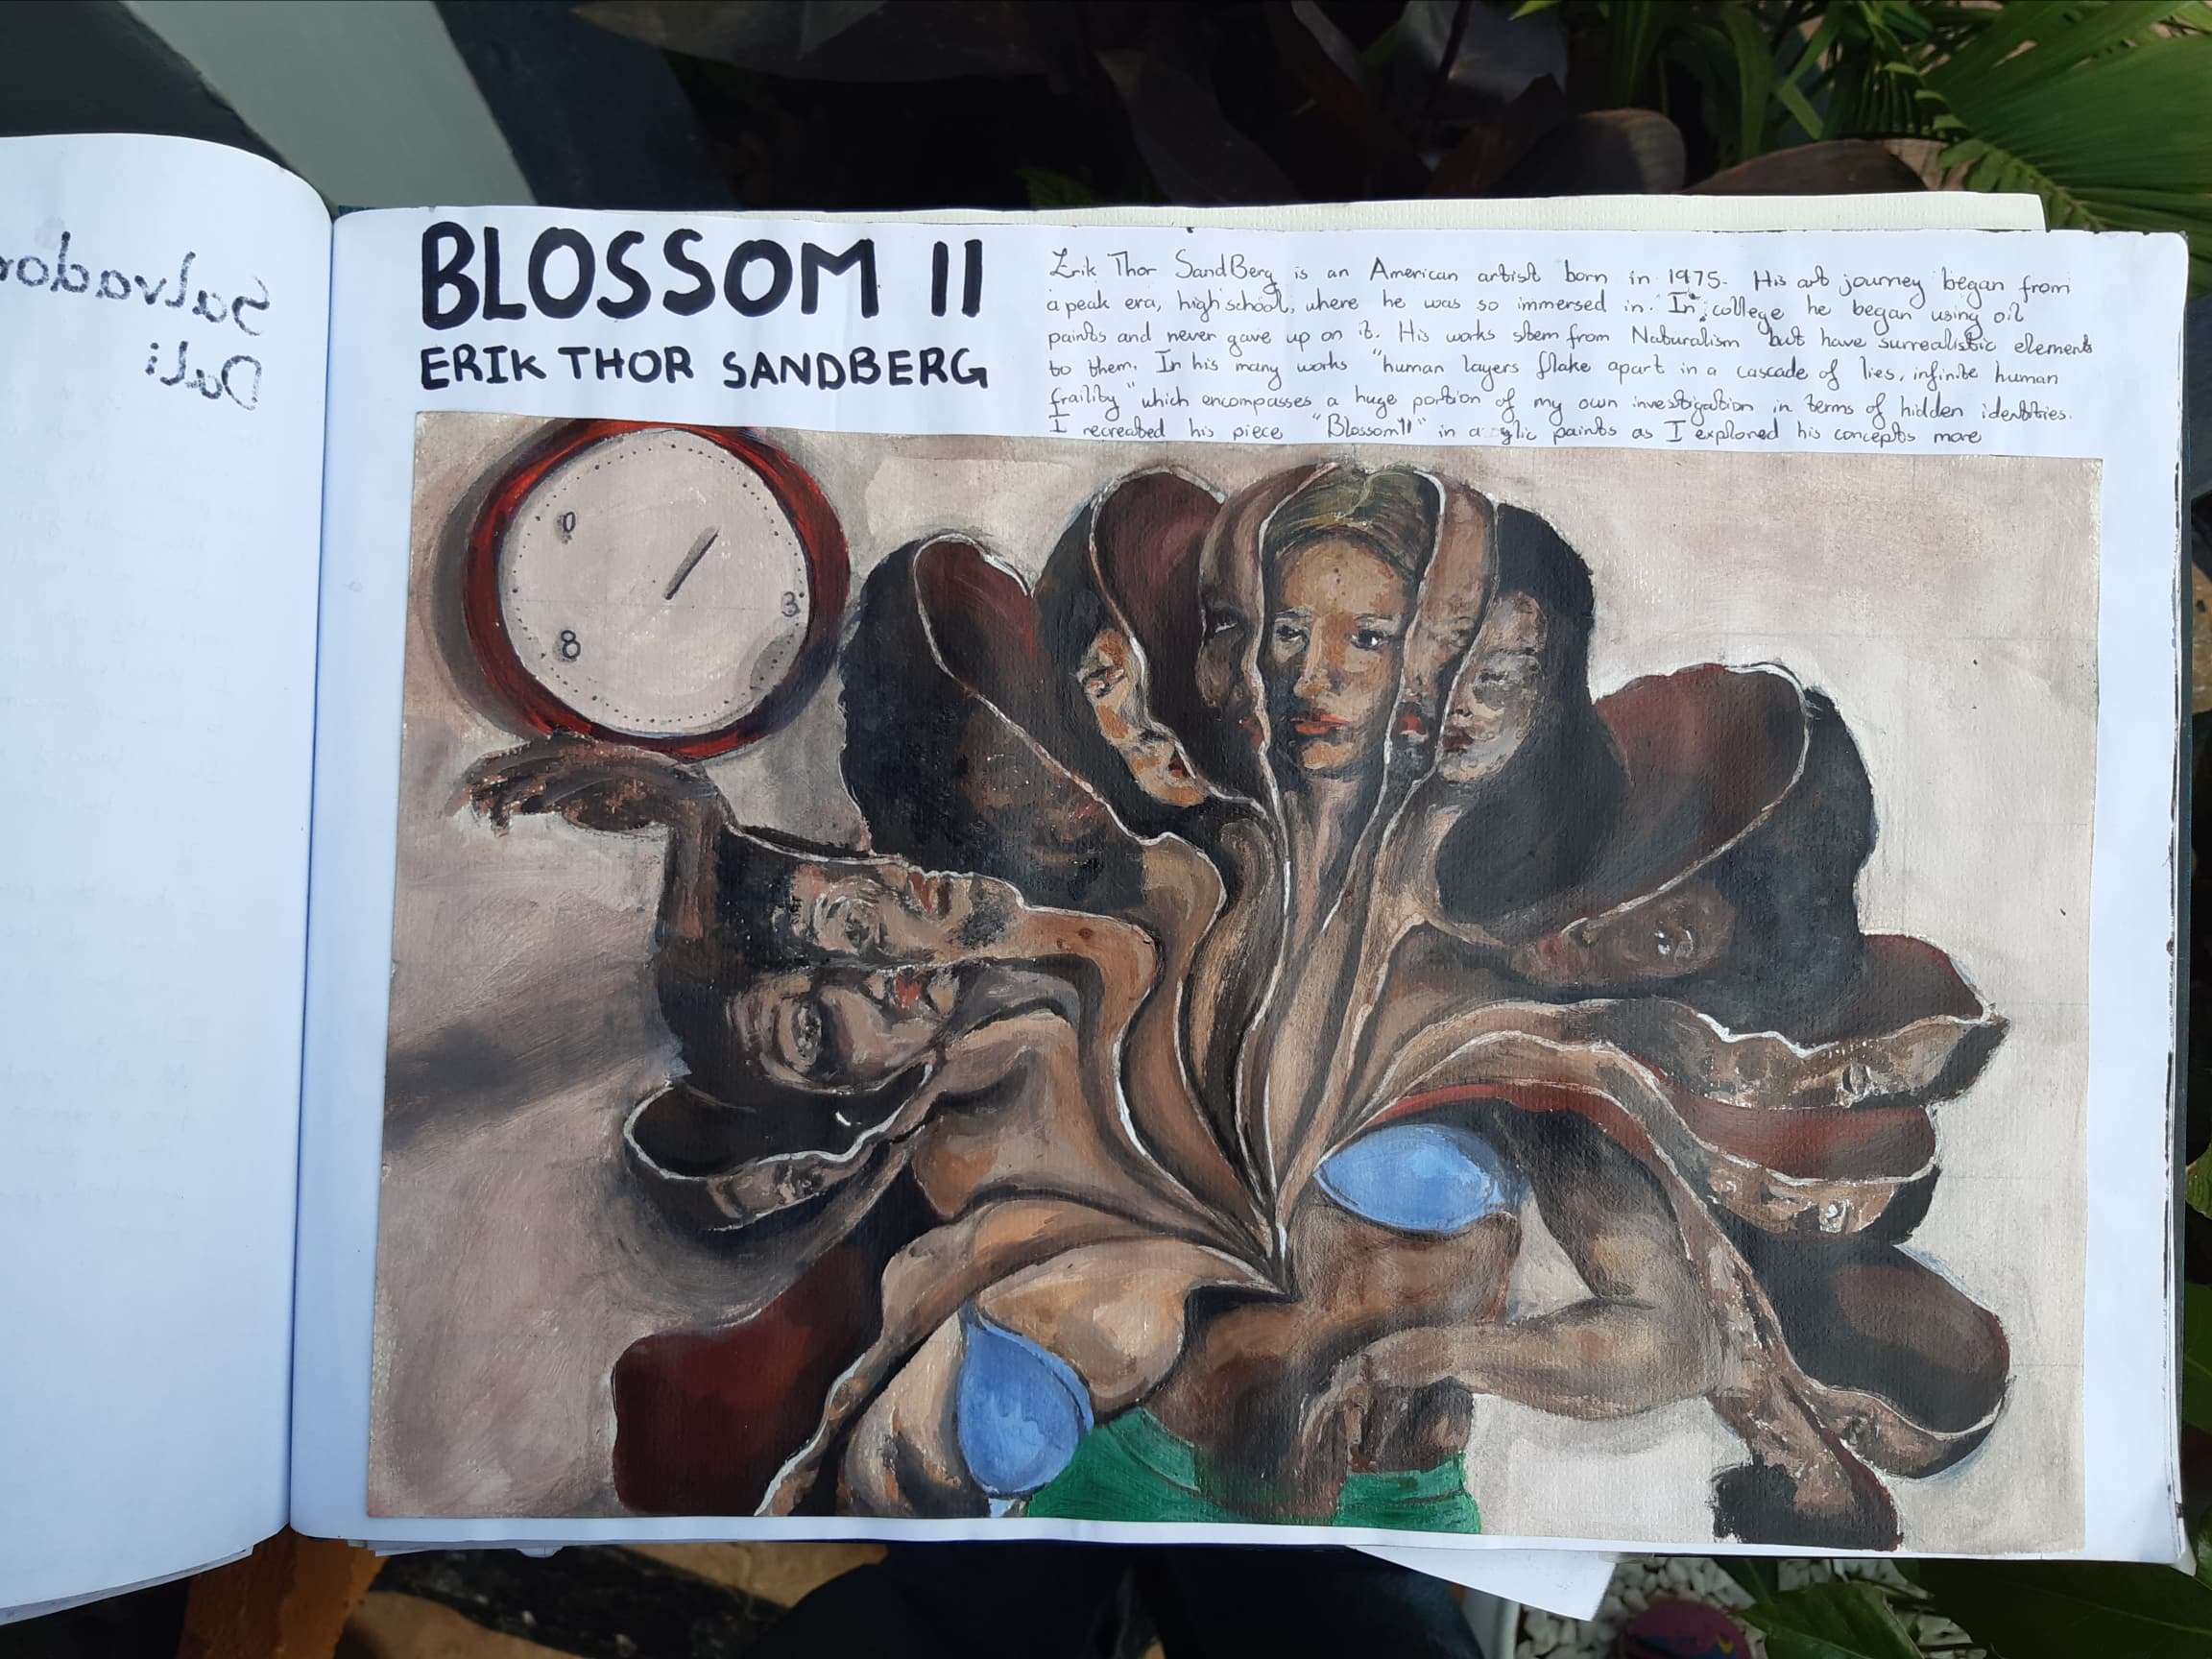 Salvador
Dali
BLOSSOM II
ERIK THOR SANDBERG
Erik Thor SandBerg is an American artist born in 1975. His art journey began from
a peak era, highschool, where he was so immersed in. In college he began using oil
paints and never gave up on it. His works stem from Naturalism but have surrealistic elements
to them. In his many works "human layers flake apart in a cascade of lies, infinite human
fraility" which encompasses a huge portion of my own investigation in terms of hidden identities.
I recreated his piece "Blossom II" in paints as I explored his concepts more
0
3
8